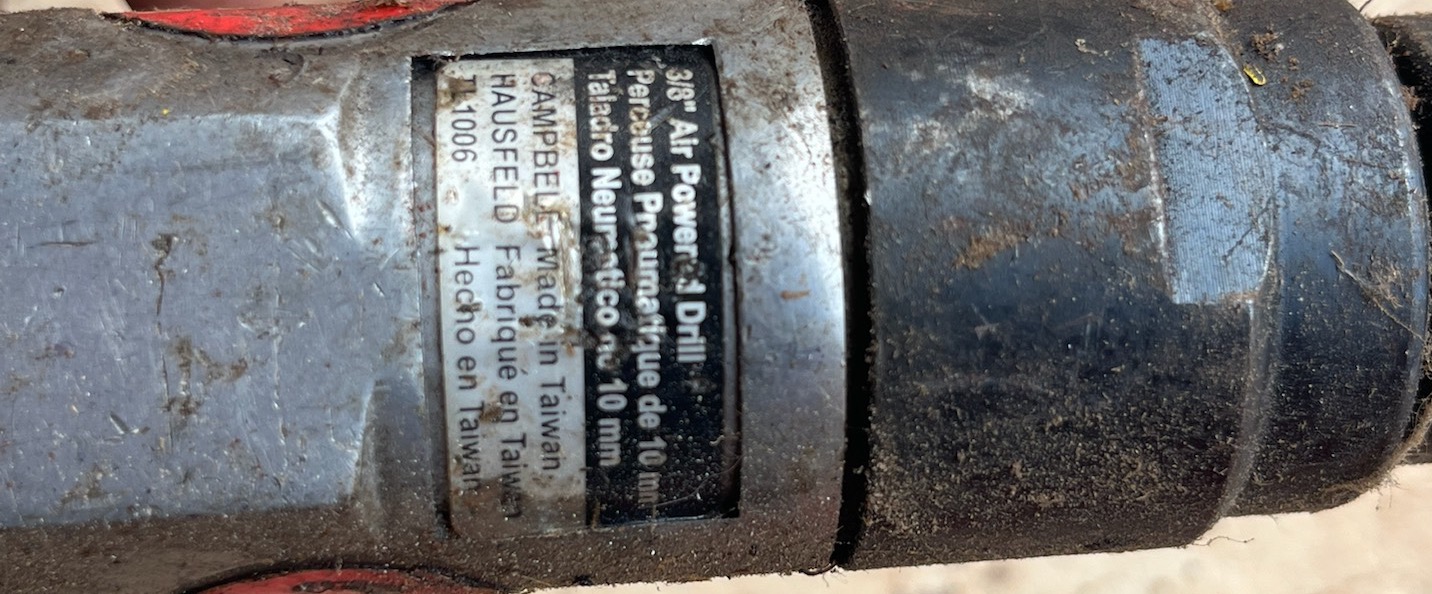 3/8" Air Powered Drill
Perceuse Pneumatique de 10 mm
Taladro Neumatico de 10 mm
CAMPBELL Made in Taiwan
HAUSFELD Fabriqué en Taiwan
TL1006 Hecho en Taiwan